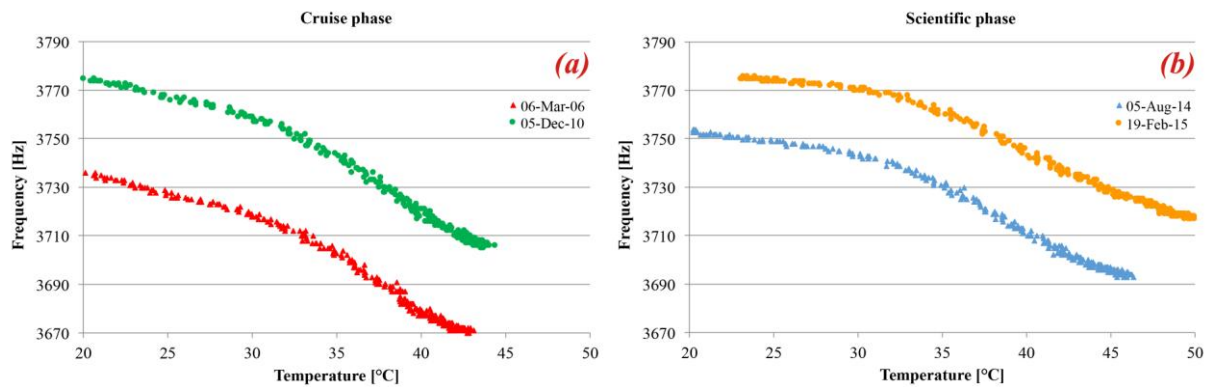 Cruise phase
3790
3770
3750
3730
3710
3690
3670
Frequency [Hz]
20 25 30 35 40 45 50
Temperature [°C]
(a)
06-Mar-06
05-Dec-10
Scientific phase
3790
3770
3750
3730
3710
3690
3670
Frequency [Hz]
20 25 30 35 40 45 50
Temperature [°C]
(b)
05-Aug-14
19-Feb-15